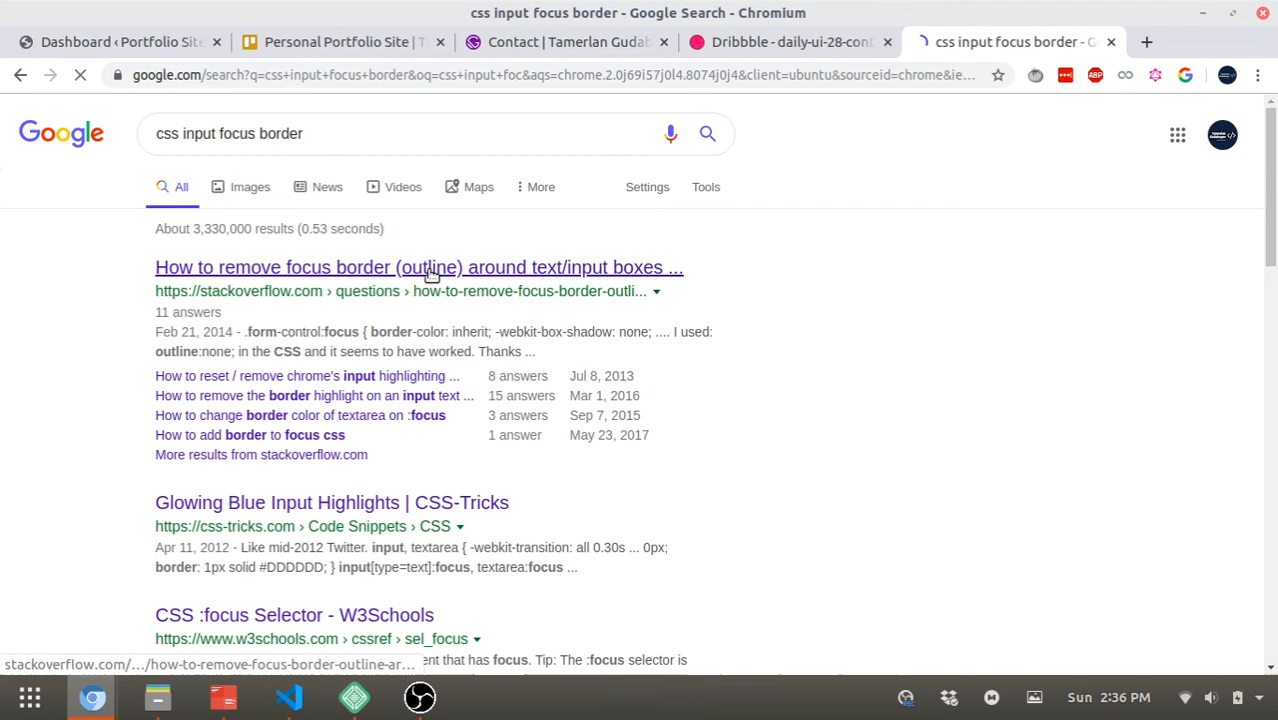 css input focus border - Google Search - Chromium
Dashboard ‹ Portfolio Site
Personal Portfolio Site | T
Contact | Tamerlan Gudab
Dribbble - daily-ui-28-cont
css input focus border - G
google.com/search?q=css+input+focus+border&oq=css+input+foc&aqs=chrome.2.0j69i57j0l4.8074j0j4&client=ubuntu&sourceid=chrome&ie...
ABP
Google
css input focus border
All
Images
News
Videos
Maps
More
Settings
Tools
About 3,330,000 results (0.53 seconds)
How to remove focus border (outline) around text/input boxes ...
https://stackoverflow.com › questions › how-to-remove-focus-border-outli...
11 answers
Feb 21, 2014 - .form-control:focus { border-color: inherit; -webkit-box-shadow: none; .... I used:
outline:none; in the CSS and it seems to have worked. Thanks ...
How to reset / remove chrome's input highlighting ... 8 answers Jul 8, 2013
How to remove the border highlight on an input text ... 15 answers Mar 1, 2016
How to change border color of textarea on :focus 3 answers Sep 7, 2015
How to add border to focus css 1 answer May 23, 2017
More results from stackoverflow.com
Glowing Blue Input Highlights | CSS-Tricks
https://css-tricks.com › Code Snippets › CSS
Apr 11, 2012 - Like mid-2012 Twitter. input, textarea { -webkit-transition: all 0.30s ... 0px;
border: 1px solid #DDDDDD; } input[type=text]:focus, textarea:focus ...
CSS :focus Selector - W3Schools
https://www.w3schools.com › cssref › sel_focus
ent that has focus. Tip: The :focus selector is
stackoverflow.com/.../how-to-remove-focus-border-outline-ar...
Sun 2:36 PM